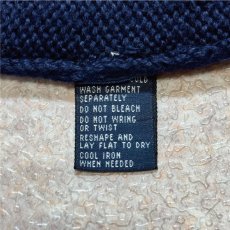 WASH GARMENT
SEPARATELY
DO NOT BLEACH
DO NOT WRING
OR TWIST
RESHAPE AND
LAY FLAT TO DRY
COOL IRON
WHEN NEEDED